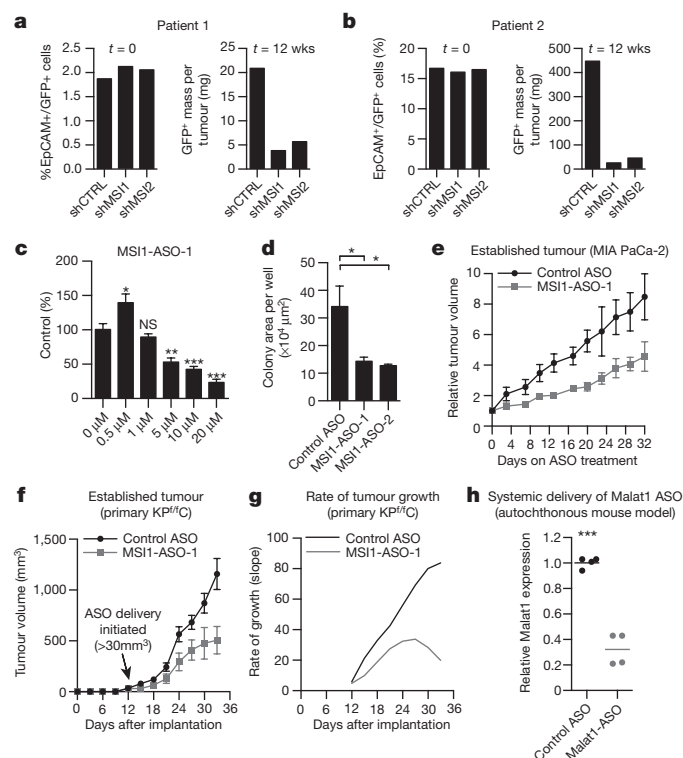 a
Patient 1
t = 0
%EpCAM+/GFP+ cells
2.5
2.0
1.5
1.0
0.5
0.0
shCTRL
shMSI1
shMSI2
t = 12 wks
GFP⁺ mass per
tumour (mg)
25
20
15
10
5
0
shCTRL
shMSI1
shMSI2
b
Patient 2
t = 0
EpCAM⁺/GFP⁺ cells (%)
20
15
10
5
0
shCTRL
shMSI1
shMSI2
t = 12 wks
GFP⁺ mass per
tumour (mg)
500
400
300
200
100
0
shCTRL
shMSI1
shMSI2
c
MSI1-ASO-1
Control (%)
200
150
100
50
0
*
NS
**
***
***
0 μM
0.5 μM
1 μM
5 μM
10 μM
20 μM
d
Colony area per well
(×10⁴ μm²)
50
40
30
20
10
0
*
*
Control ASO
MSI1-ASO-1
MSI1-ASO-2
e
Established tumour (MIA PaCa-2)
Control ASO
MSI1-ASO-1
Relative tumour volume
10
8
6
4
2
0
0 4 8 12 16 20 24 28 32
Days on ASO treatment
f
Established tumour
(primary KPᶠ/ᶠC)
Control ASO
MSI1-ASO-1
Tumour volume (mm³)
1,500
1,000
500
0
ASO delivery
initiated
(>30mm³)
0 6 12 18 24 30 36
Days after implantation
g
Rate of tumour growth
(primary KPᶠ/ᶠC)
Control ASO
MSI1-ASO-1
Rate of growth (slope)
100
80
60
40
20
0
0 6 12 18 24 30 36
Days after implantation
h
Systemic delivery of Malat1 ASO
(autochthonous mouse model)
Relative Malat1 expression
1.2
1.0
0.8
0.6
0.4
0.2
0
***
Control ASO
Malat1-ASO